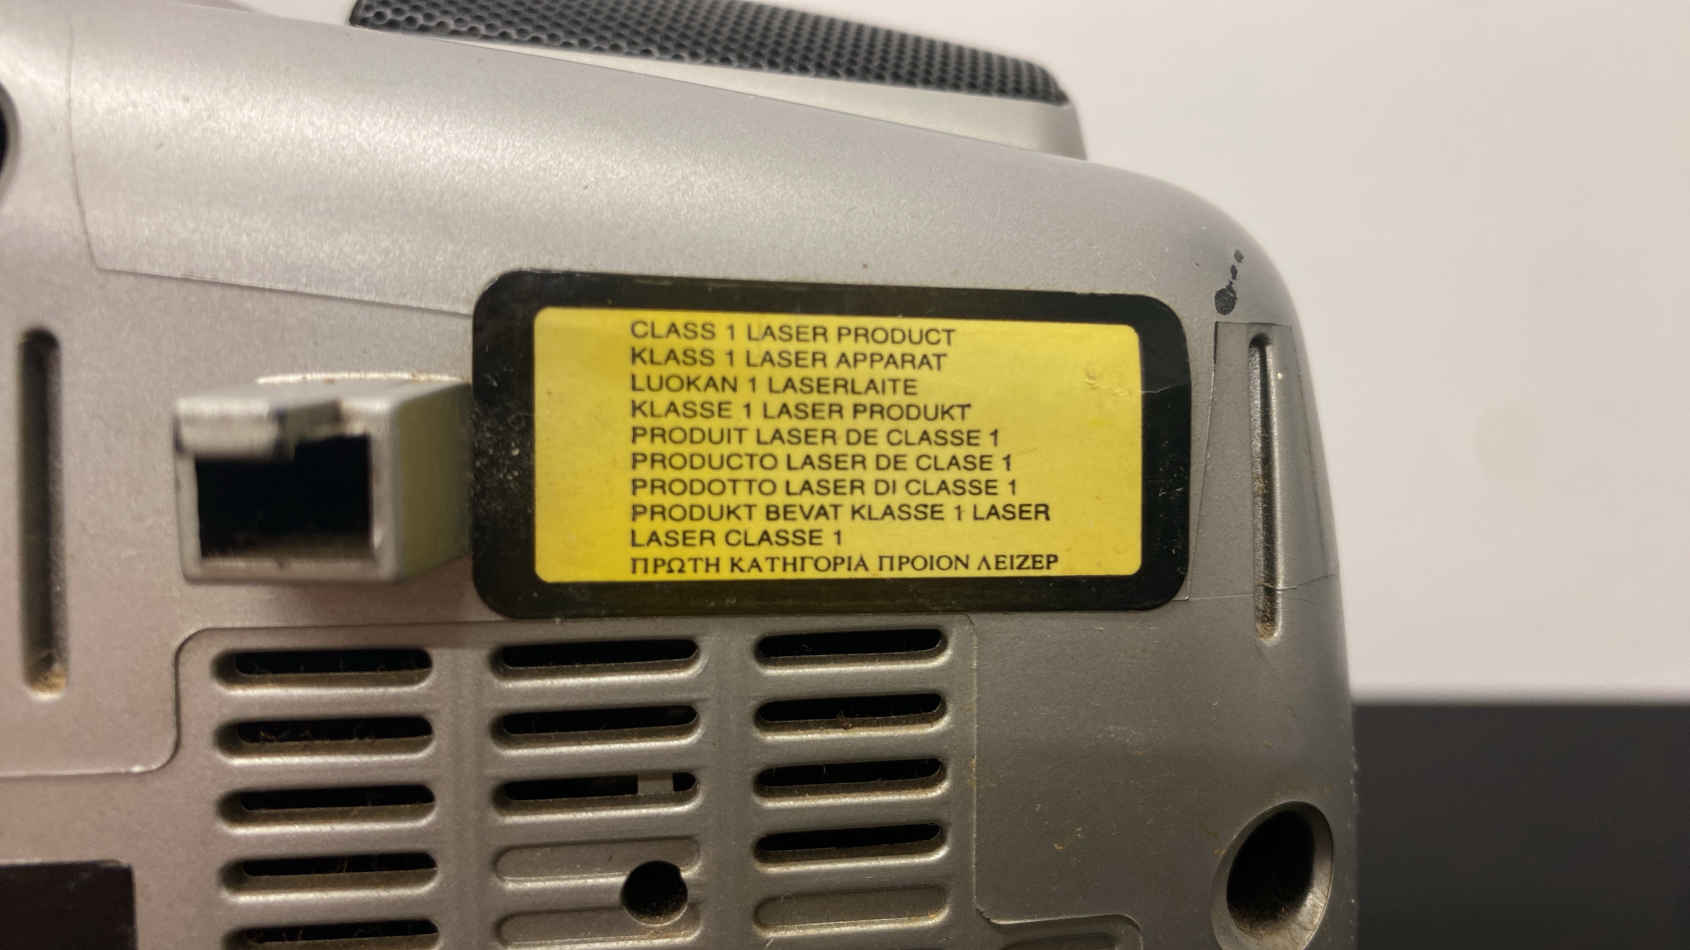 CLASS 1 LASER PRODUCT
KLASS 1 LASER APPARAT
LUOKAN 1 LASERLAITE
KLASSE 1 LASER PRODUKT
PRODUIT LASER DE CLASSE 1
PRODUCTO LASER DE CLASE 1
PRODOTTO LASER DI CLASSE 1
PRODUKT BEVAT KLASSE 1 LASER
LASER CLASSE 1
ΠΡΩΤΗ ΚΑΤΗΓΟΡΙΑ ΠΡΟΙΟΝ ΛΕΙΖΕΡ